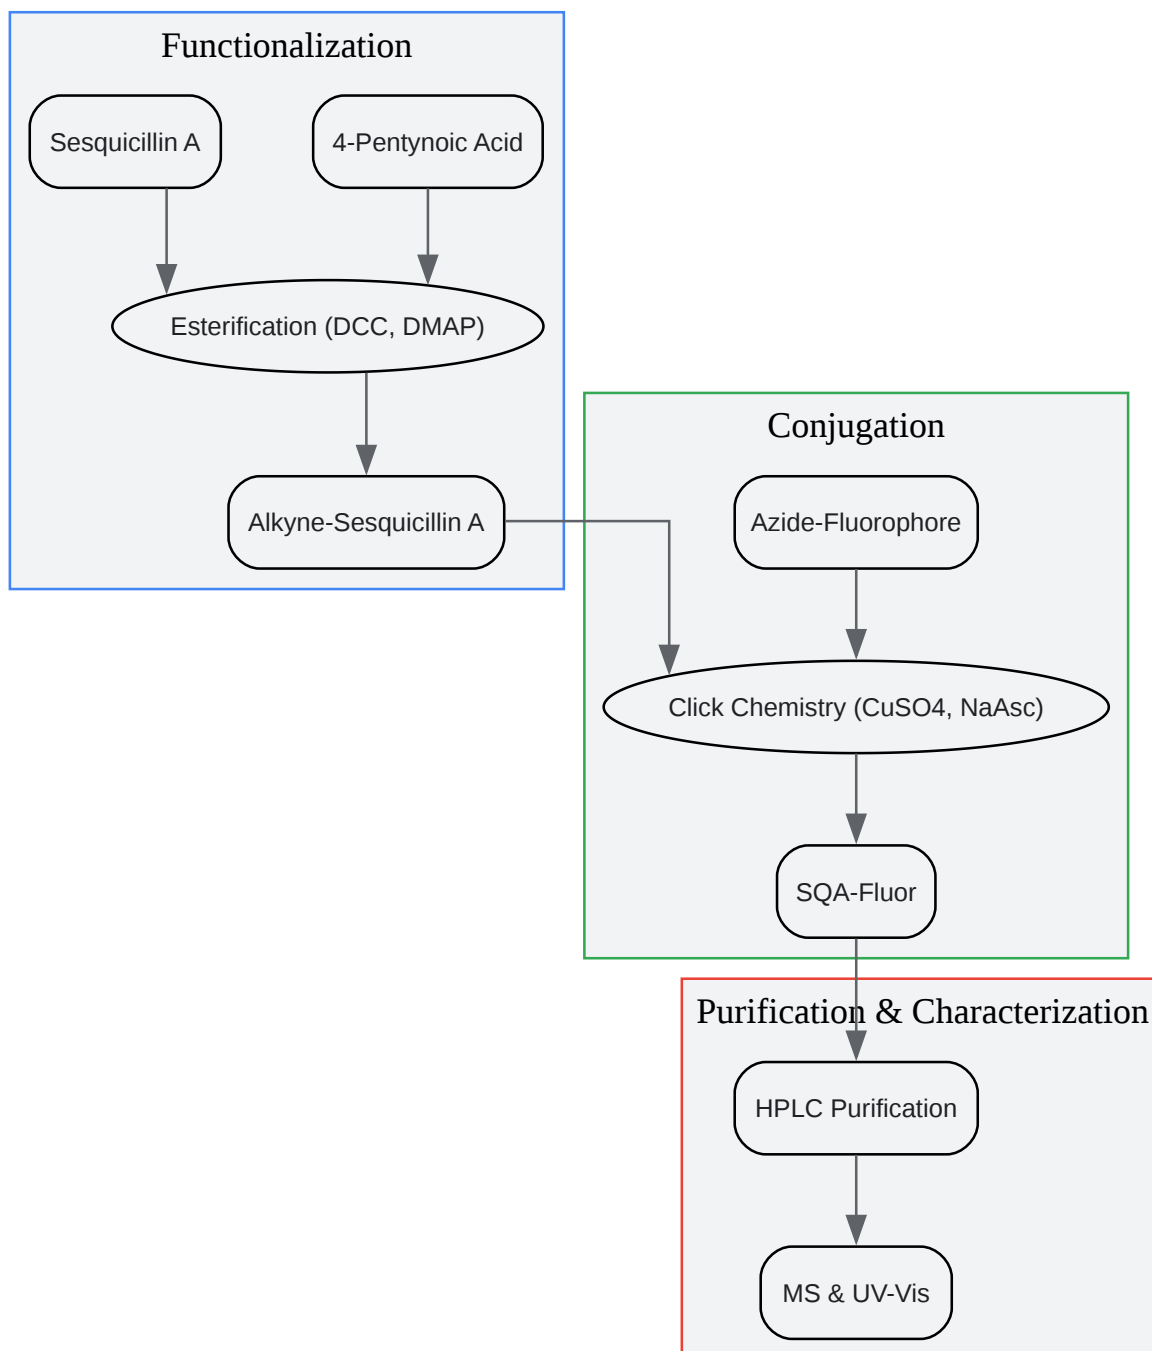 Functionalization
Sesquicillin A
4-Pentynoic Acid
Esterification (DCC, DMAP)
Alkyne-Sesquicillin A
Conjugation
Azide-Fluorophore
Click Chemistry (CuSO4, NaAsc)
SQA-Fluor
Purification & Characterization
HPLC Purification
MS & UV-Vis